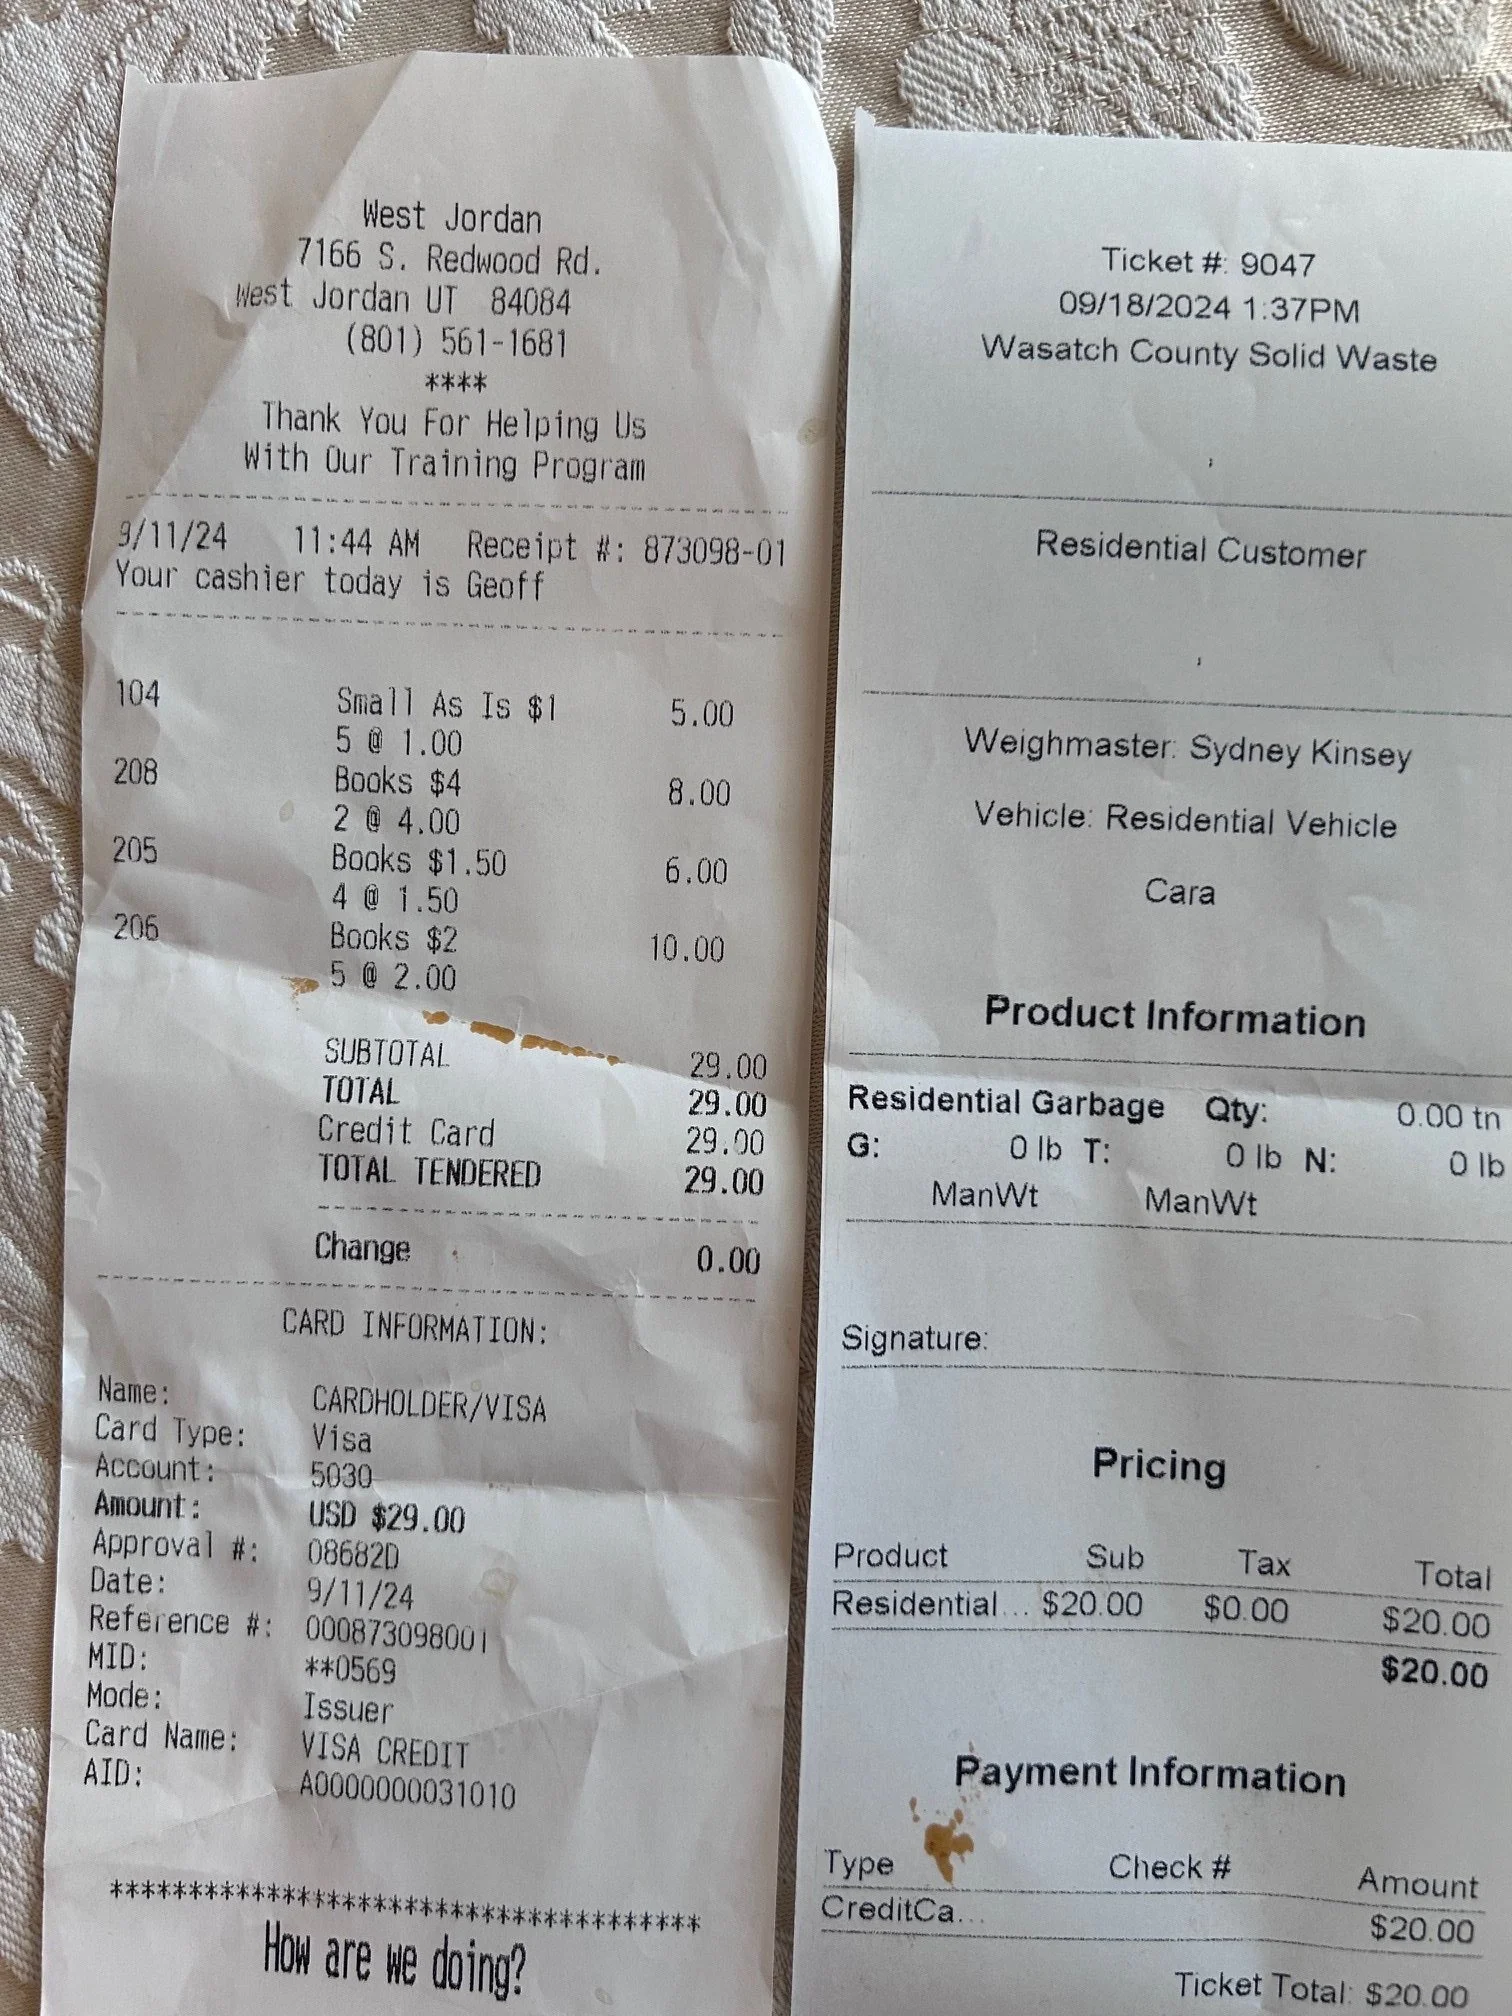 West Jordan
7166 S. Redwood Rd.
West Jordan UT 84084
(801) 561-1681
****
Thank You For Helping Us
With Our Training Program
9/11/24 11:44 AM Receipt #: 873098-01
Your cashier today is Geoff
104 Small As Is $1 5.00
5 @ 1.00
208 Books $4 8.00
2 @ 4.00
205 Books $1.50 6.00
4 @ 1.50
206 Books $2 10.00
5 @ 2.00
SUBTOTAL 29.00
TOTAL 29.00
Credit Card 29.00
TOTAL TENDERED 29.00
Change 0.00
CARD INFORMATION:
Name: CARDHOLDER/VISA
Card Type: Visa
Account: 5030
Amount: USD $29.00
Approval #: 08682D
Date: 9/11/24
Reference #: 000873098001
MID: **0569
Mode: Issuer
Card Name: VISA CREDIT
AID: A0000000031010
**************************************
How are we doing?
Ticket #: 9047
09/18/2024 1:37PM
Wasatch County Solid Waste
Residential Customer
Weighmaster: Sydney Kinsey
Vehicle: Residential Vehicle
Cara
Product Information
Residential Garbage Qty: 0.00 tn
G: 0 lb T: 0 lb N: 0 lb
ManWt ManWt
Signature:
Pricing
Product Sub Tax Total
Residential... $20.00 $0.00 $20.00
$20.00
Payment Information
Type Check # Amount
CreditCa... $20.00
Ticket Total: $20.00